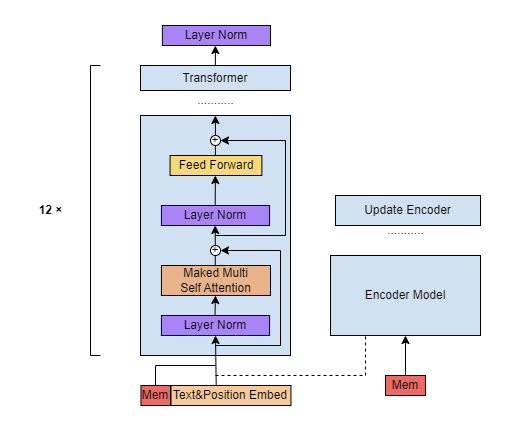 Layer Norm
Transformer
...........
Feed Forward
12 ×
Layer Norm
Update Encoder
...........
Maked Multi
Self Attention
Encoder Model
Layer Norm
Mem
Text&Position Embed
Mem